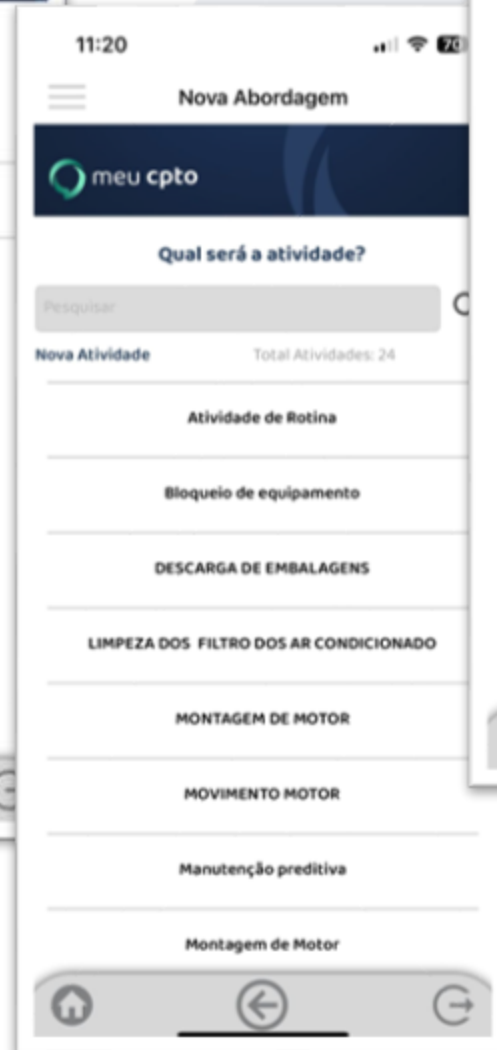 11:20
70
Nova Abordagem
meu cpto
Qual será a atividade?
Pesquisar
Nova Atividade
Total Atividades: 24
Atividade de Rotina
Bloqueio de equipamento
DESCARGA DE EMBALAGENS
LIMPEZA DOS  FILTRO DOS AR CONDICIONADO
MONTAGEM DE MOTOR
MOVIMENTO MOTOR
Manutenção preditiva
Montagem de Motor